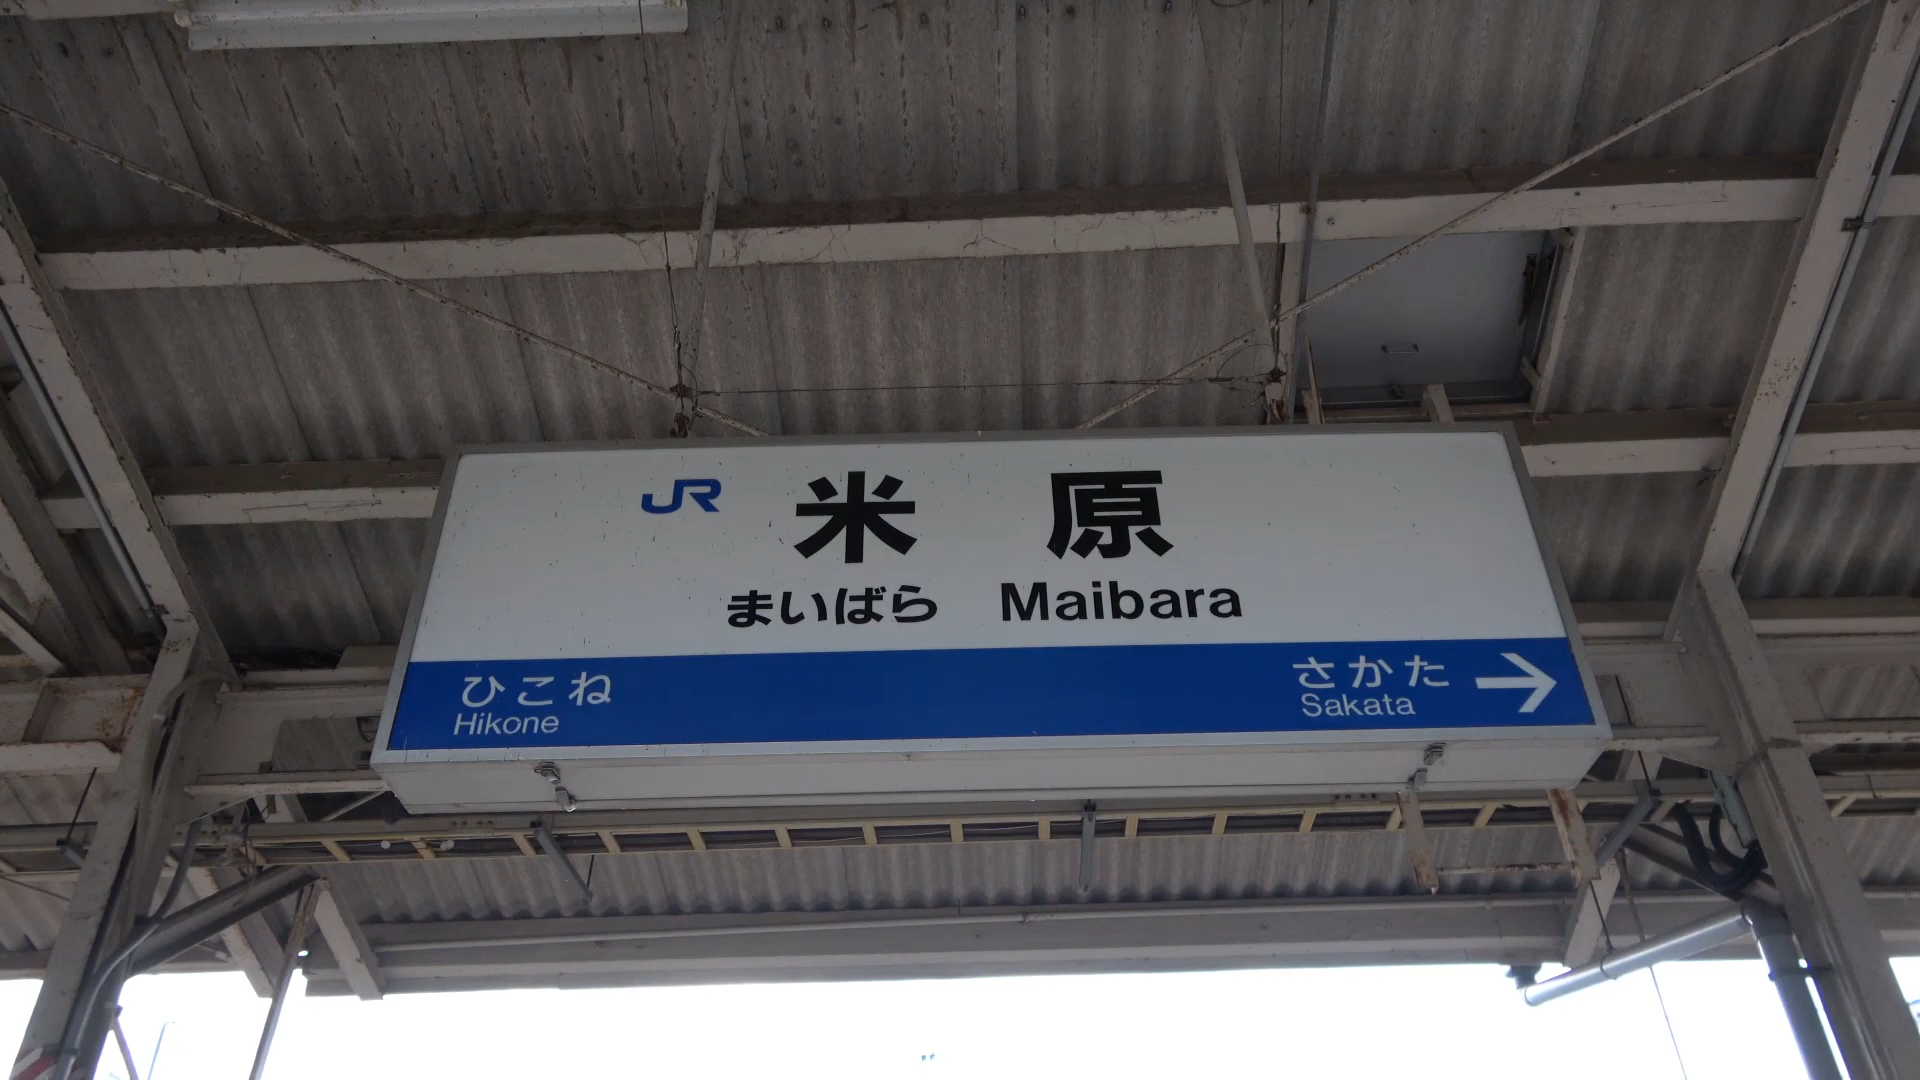 JR 米原
まいばら Maibara
ひこね
Hikone
さかた →
Sakata